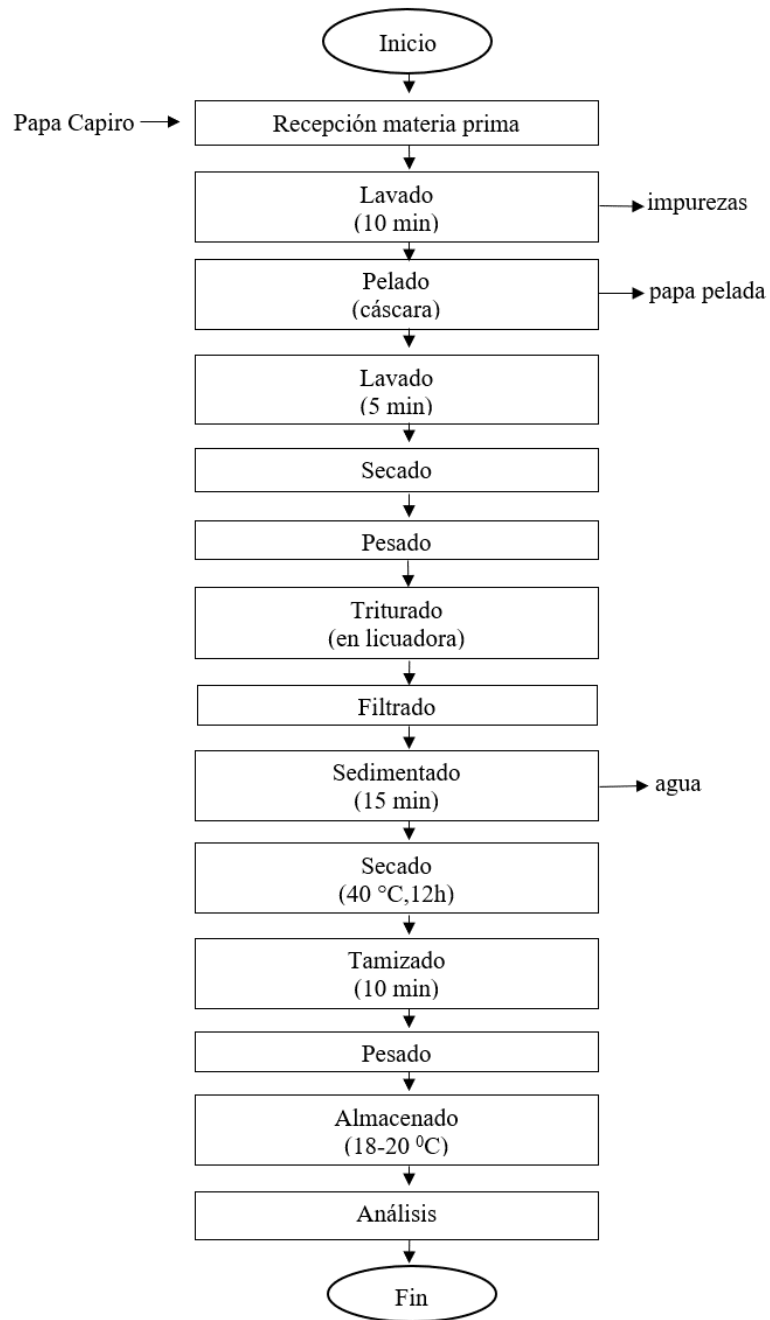 Inicio
Papa Capiro
Recepción materia prima
Lavado
(10 min)
impurezas
Pelado
(cáscara)
papa pelada
Lavado
(5 min)
Secado
Pesado
Triturado
(en licuadora)
Filtrado
Sedimentado
(15 min)
agua
Secado
(40 °C,12h)
Tamizado
(10 min)
Pesado
Almacenado
(18-20 ⁰C)
Análisis
Fin